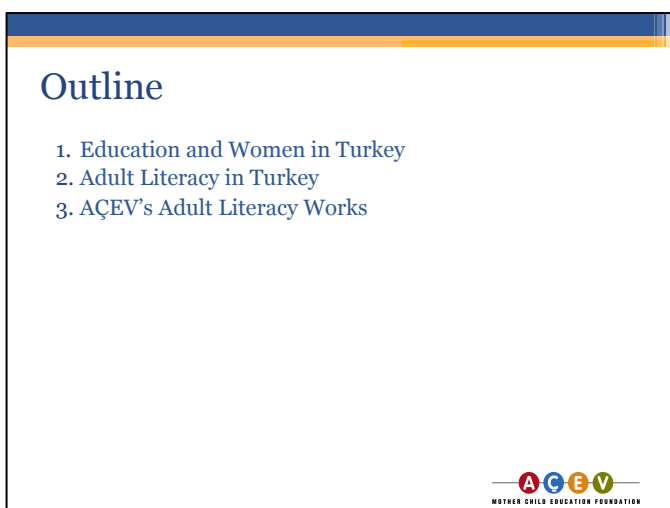 Outline
1. Education and Women in Turkey
2. Adult Literacy in Turkey
3. AÇEV’s Adult Literacy Works
AÇEV
MOTHER CHILD EDUCATION FOUNDATION